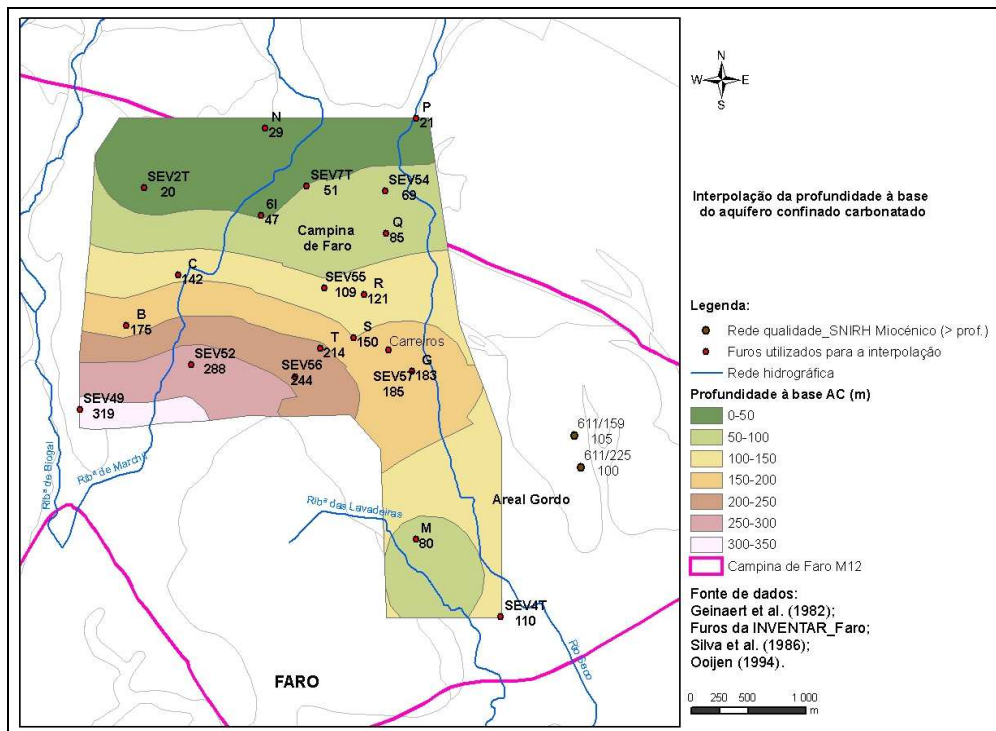 N
W E
S
P
21
N
29
SEV2T
20
SEV7T
51
SEV54
69
6I
47
Campina
de Faro
Q
85
C
142
SEV55
109
R
121
B
175
S
150
T
214
Carreiros
SEV52
288
SEV56
244
G
183
SEV57
185
SEV49
319
611/159
105
611/225
100
Ribª de Biogal
Ribª de Marchil
Ribª das Lavadeiras
Areal Gordo
M
80
SEV4T
110
Rio Seco
FARO
Interpolação da profundidade à base
do aquífero confinado carbonatado
Legenda:
Rede qualidade_SNIRH Miocénico (> prof.)
Furos utilizados para a interpolação
Rede hidrográfica
Profundidade à base AC (m)
0-50
50-100
100-150
150-200
200-250
250-300
300-350
Campina de Faro M12
Fonte de dados:
Geinaert et al. (1982);
Furos da INVENTAR_Faro;
Silva et al. (1986);
Ooijen (1994).
0 250 500 1 000
m